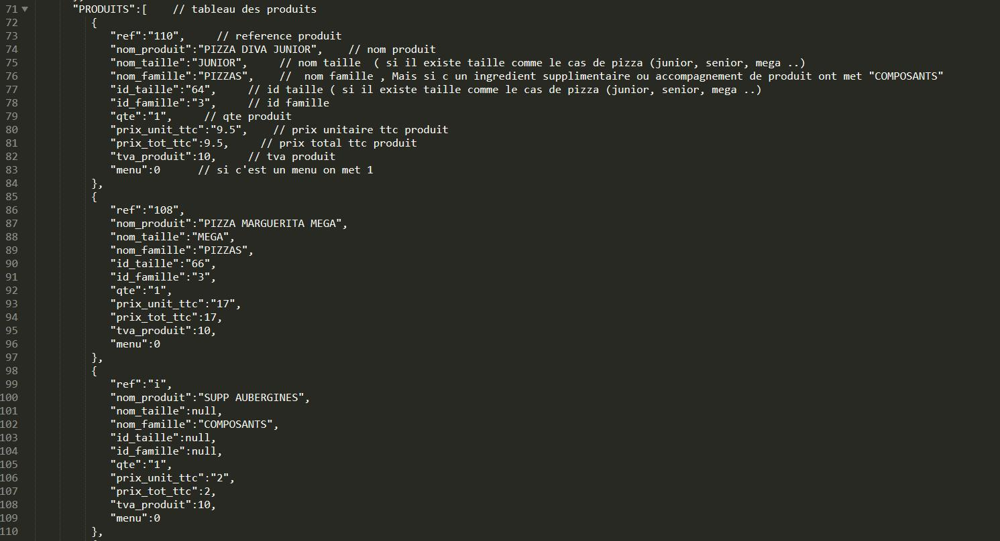 71 "PRODUITS":[    // tableau des produits
72 {
73 "ref":"110",     // reference produit
74 "nom_produit":"PIZZA DIVA JUNIOR",    // nom produit
75 "nom_taille":"JUNIOR",     // nom taille  ( si il existe taille comme le cas de pizza (junior, senior, mega ..)
76 "nom_famille":"PIZZAS",    //  nom famille , Mais si c un ingredient supplimentaire ou accompagnement de produit ont met "COMPOSANTS"
77 "id_taille":"64",     // id taille ( si il existe taille comme le cas de pizza (junior, senior, mega ..)
78 "id_famille":"3",     // id famille
79 "qte":"1",     // qte produit
80 "prix_unit_ttc":"9.5",    // prix unitaire ttc produit
81 "prix_tot_ttc":9.5,     // prix total ttc produit
82 "tva_produit":10,     // tva produit
83 "menu":0      // si c'est un menu on met 1
84 },
85 {
86 "ref":"108",
87 "nom_produit":"PIZZA MARGUERITA MEGA",
88 "nom_taille":"MEGA",
89 "nom_famille":"PIZZAS",
90 "id_taille":"66",
91 "id_famille":"3",
92 "qte":"1",
93 "prix_unit_ttc":"17",
94 "prix_tot_ttc":17,
95 "tva_produit":10,
96 "menu":0
97 },
98 {
99 "ref":"i",
100 "nom_produit":"SUPP AUBERGINES",
101 "nom_taille":null,
102 "nom_famille":"COMPOSANTS",
103 "id_taille":null,
104 "id_famille":null,
105 "qte":"1",
106 "prix_unit_ttc":"2",
107 "prix_tot_ttc":2,
108 "tva_produit":10,
109 "menu":0
110 },